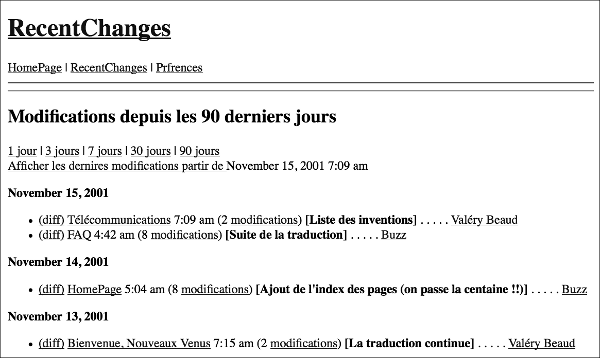 RecentChanges
HomePage | RecentChanges | Prfrences
Modifications depuis les 90 derniers jours
1 jour | 3 jours | 7 jours | 30 jours | 90 jours
Afficher les dernires modifications partir de November 15, 2001 7:09 am
November 15, 2001
• (diff) Télécommunications 7:09 am (2 modifications) [Liste des inventions] . . . . . Valéry Beaud
• (diff) FAQ 4:42 am (8 modifications) [Suite de la traduction] . . . . . Buzz
November 14, 2001
• (diff) HomePage 5:04 am (8 modifications) [Ajout de l'index des pages (on passe la centaine !!)] . . . . . Buzz
November 13, 2001
• (diff) Bienvenue, Nouveaux Venus 7:15 am (2 modifications) [La traduction continue] . . . . . Valéry Beaud